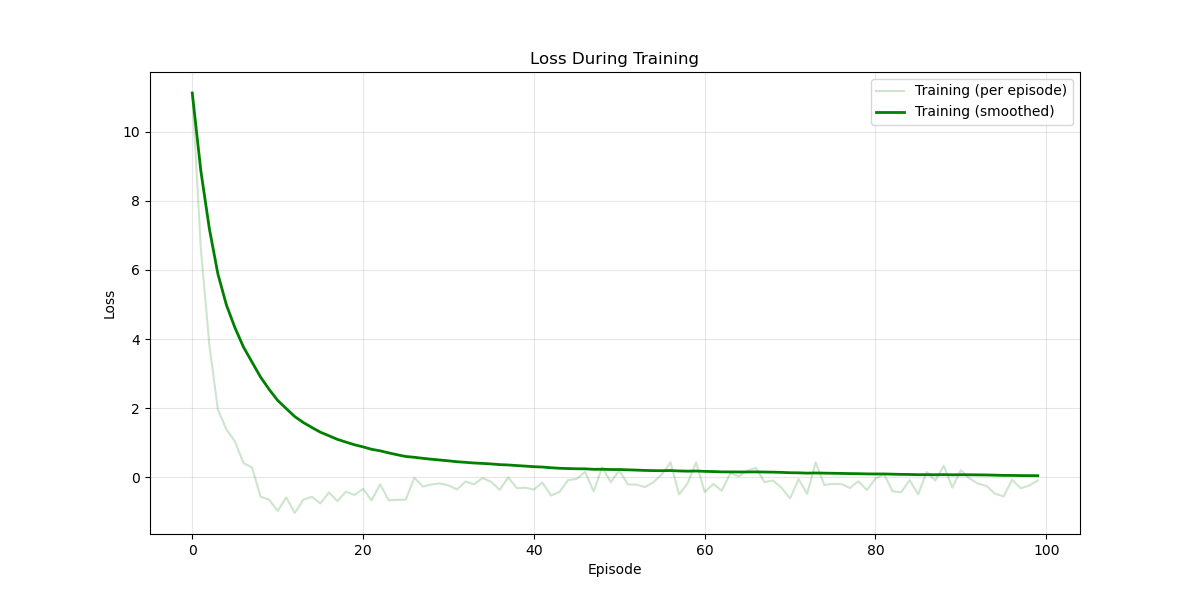 Loss During Training
Training (per episode)
Training (smoothed)
10
8
6
4
2
0
Loss
0 20 40 60 80 100
Episode